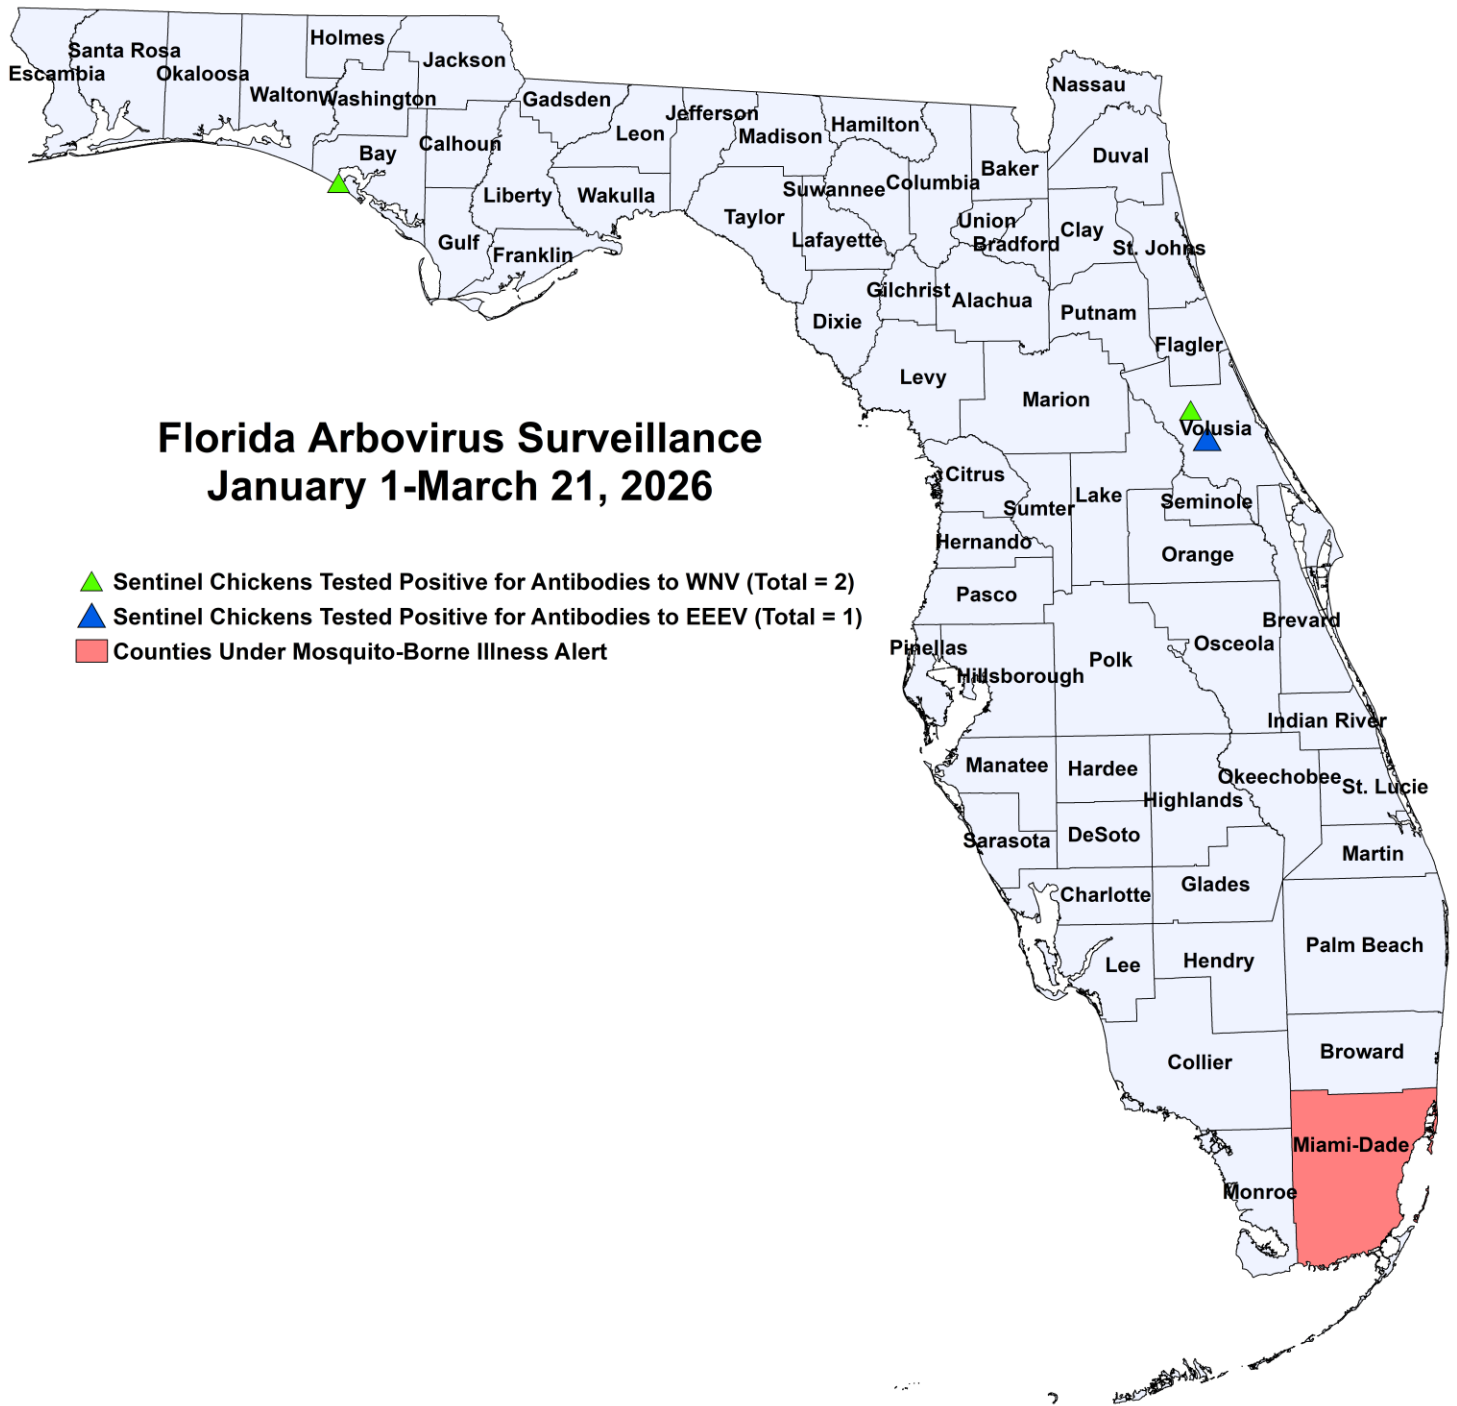 Holmes
Jackson
Santa Rosa
Escambia
Okaloosa
Walton
Washington
Gadsden
Nassau
Jefferson
Leon
Madison
Hamilton
Calhoun
Bay
Duval
Baker
Suwannee
Columbia
Liberty
Wakulla
Taylor
Union
Clay
Bradford
St. Johns
Lafayette
Gulf
Franklin
Gilchrist
Alachua
Putnam
Dixie
Flagler
Levy
Marion
Volusia
Florida Arbovirus Surveillance
January 1-March 21, 2026
Citrus
Lake
Sumter
Seminole
Hernando
Orange
Sentinel Chickens Tested Positive for Antibodies to WNV (Total = 2)
Sentinel Chickens Tested Positive for Antibodies to EEEV (Total = 1)
Counties Under Mosquito-Borne Illness Alert
Pasco
Brevard
Osceola
Pinellas
Polk
Hillsborough
Indian River
Manatee
Hardee
Okeechobee
St. Lucie
Highlands
DeSoto
Sarasota
Martin
Glades
Charlotte
Palm Beach
Hendry
Lee
Broward
Collier
Miami-Dade
Monroe